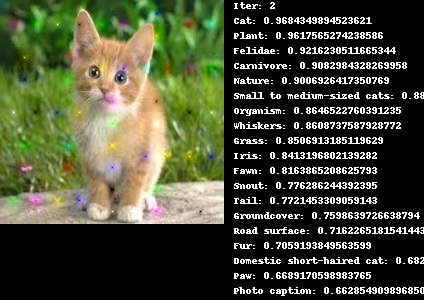 Iter: 2
Cat: 0.9684349894523621
Plant: 0.9617565274238586
Felidae: 0.9216230511665344
Carnivore: 0.9082984328269958
Nature: 0.9006926417350769
Small to medium-sized cats: 0.88
Organism: 0.8646522760391235
Whiskers: 0.8608737587928772
Grass: 0.8506913185119629
Iris: 0.8413196802139282
Fawn: 0.8163865208625793
Snout: 0.776286244392395
Tail: 0.7721453309059143
Groundcover: 0.7598639726638794
Road surface: 0.7162265181541443
Fur: 0.7059193849563599
Domestic short-haired cat: 0.682
Paw: 0.6689170598983765
Photo caption: 0.6628549098968506